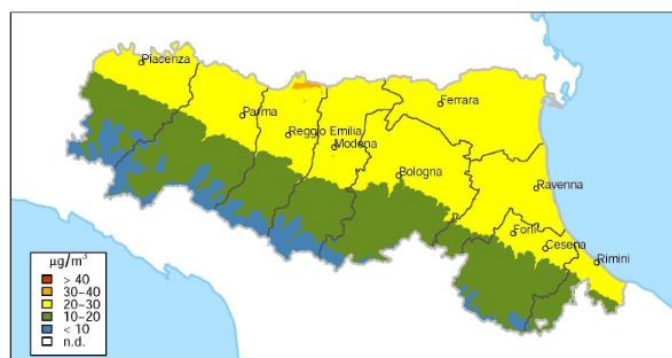 Piacenza
Parma
Reggio Emilia
Modena
Ferrara
Bologna
Ravenna
Forlì
Cesena
Rimini
µg/m³
> 40
30-40
20-30
10-20
< 10
n.d.